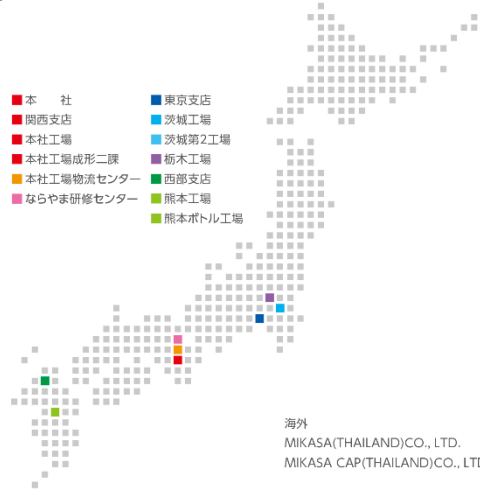 本　社
関西支店
本社工場
本社工場成形二課
本社工場物流センター
ならやま研修センター
東京支店
茨城工場
茨城第2工場
栃木工場
西部支店
熊本工場
熊本ボトル工場
海外
MIKASA(THAILAND)CO., LTD.
MIKASA CAP(THAILAND)CO., LTD